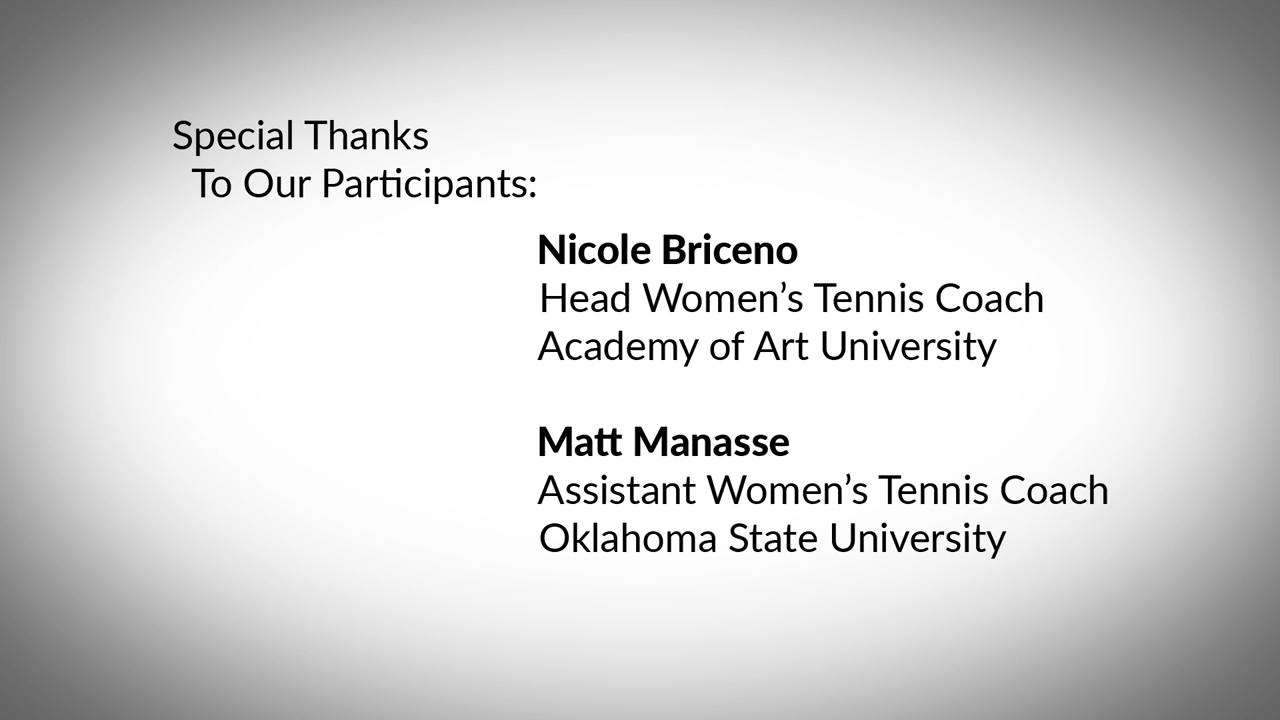 Special Thanks
To Our Participants:
Nicole Briceno
Head Women’s Tennis Coach
Academy of Art University
Matt Manasse
Assistant Women’s Tennis Coach
Oklahoma State University